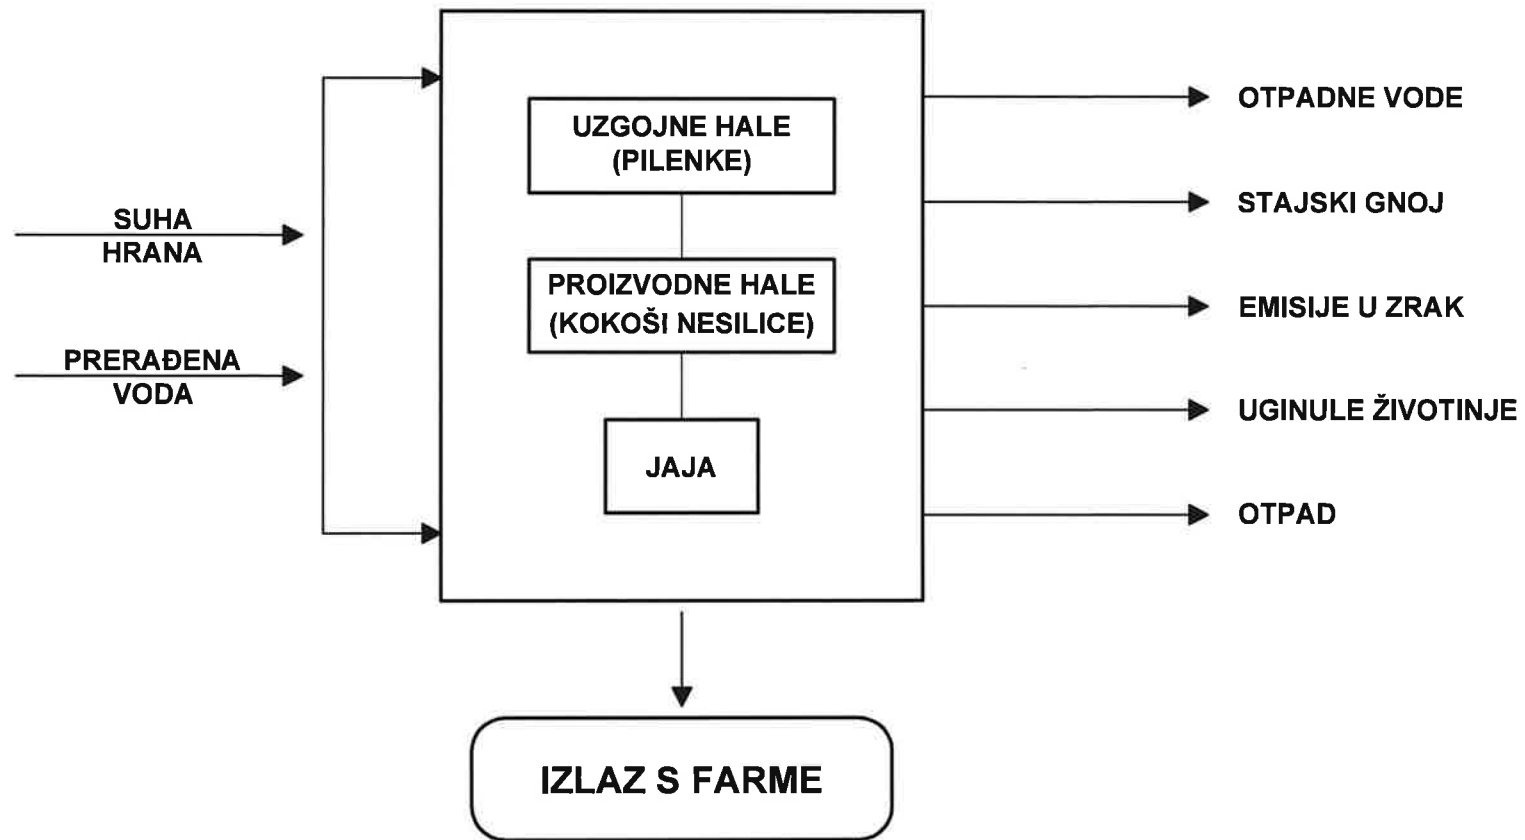 SUHA
HRANA
PRERAĐENA
VODA
UZGOJNE HALE
(PILENKE)
PROIZVODNE HALE
(KOKOŠI NESILICE)
JAJA
OTPADNE VODE
STAJSKI GNOJ
EMISIJE U ZRAK
UGINULE ŽIVOTINJE
OTPAD
IZLAZ S FARME